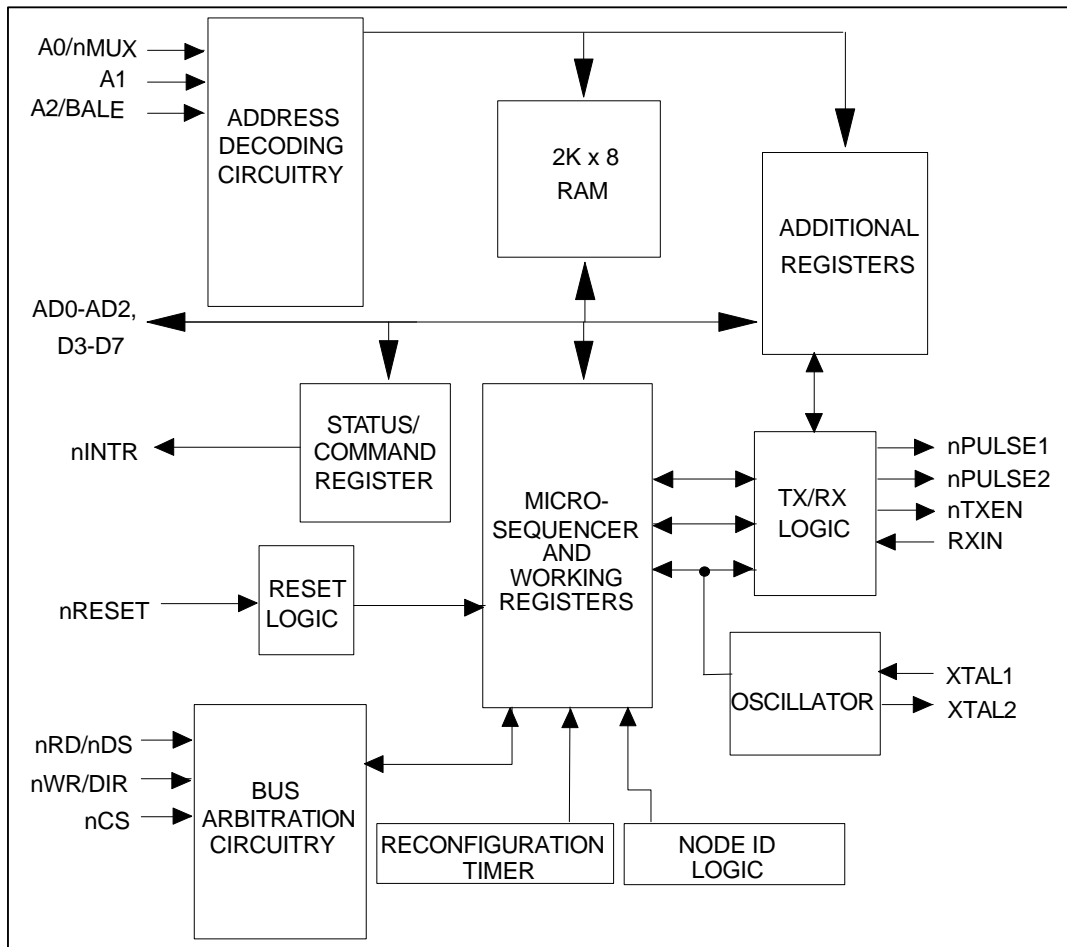 A0/nMUX
A1
A2/BALE
ADDRESS
DECODING
CIRCUITRY
2K x 8
RAM
ADDITIONAL
REGISTERS
AD0-AD2,
D3-D7
nINTR
STATUS/
COMMAND
REGISTER
MICRO-
SEQUENCER
AND
WORKING
REGISTERS
TX/RX
LOGIC
nPULSE1
nPULSE2
nTXEN
RXIN
nRESET
RESET
LOGIC
OSCILLATOR
XTAL1
XTAL2
nRD/nDS
nWR/DIR
nCS
BUS
ARBITRATION
CIRCUITRY
RECONFIGURATION
TIMER
NODE ID
LOGIC